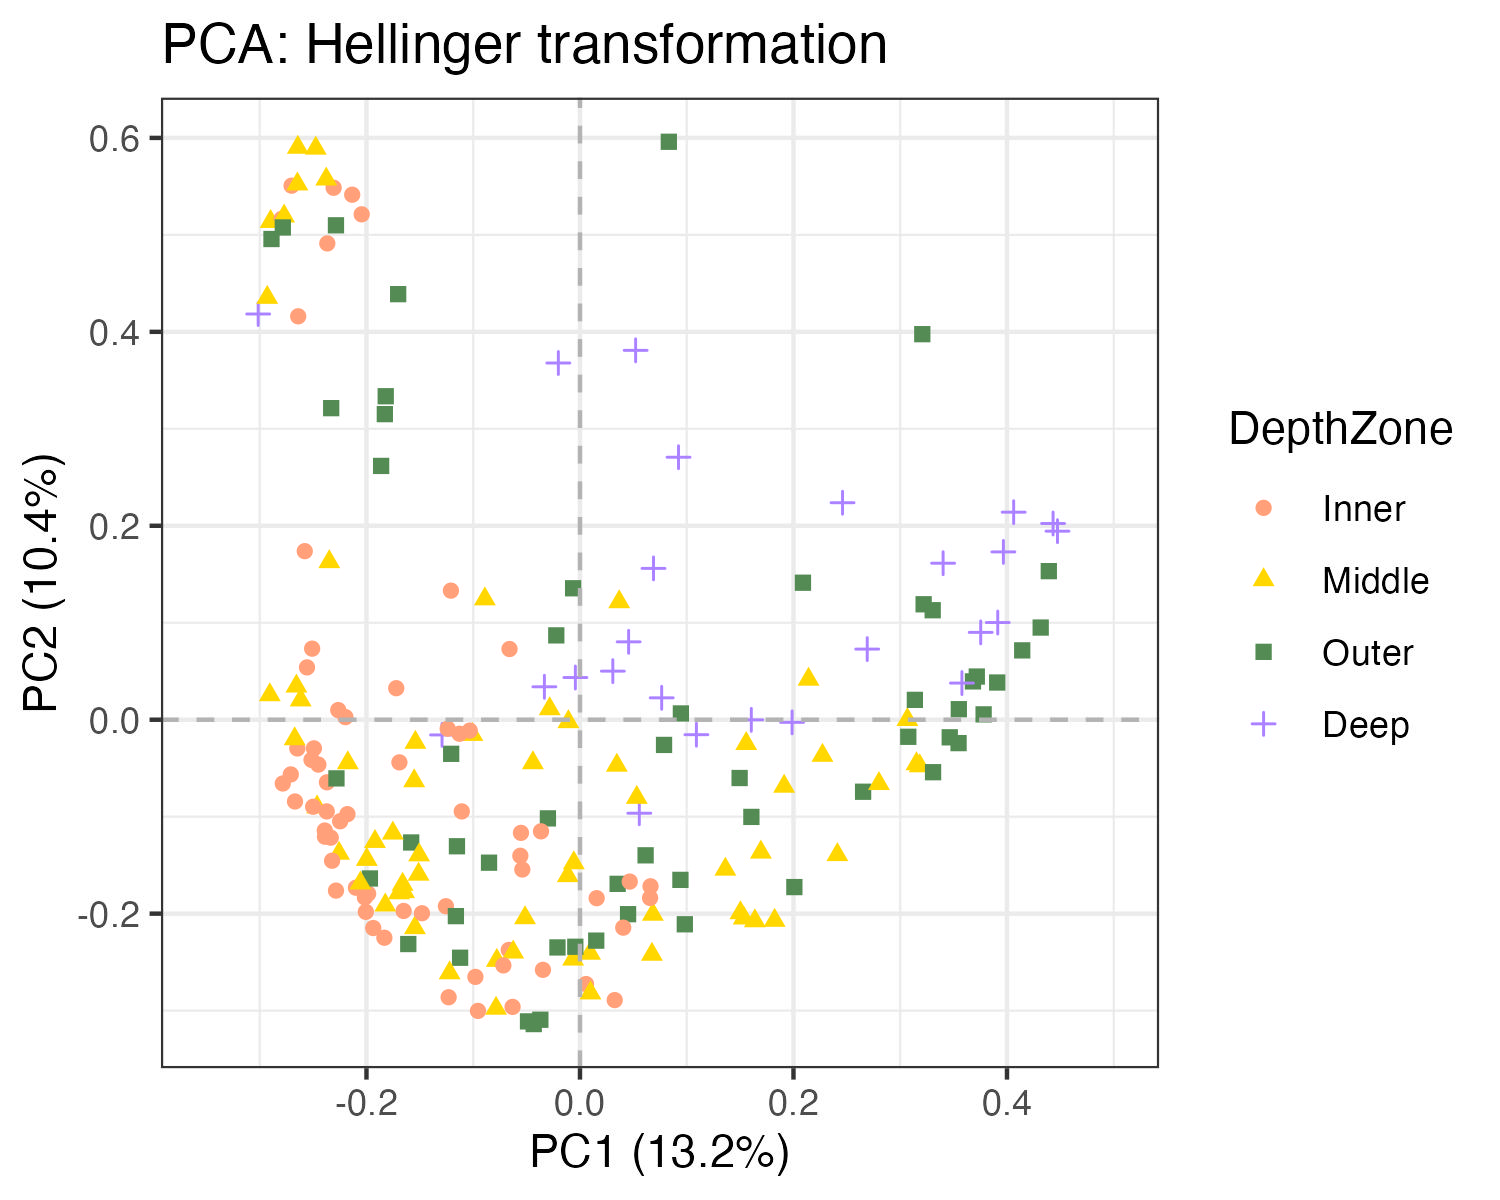 PCA: Hellinger transformation
0.6
0.4
0.2
0.0
-0.2
PC2 (10.4%)
-0.2
0.0
0.2
0.4
PC1 (13.2%)
DepthZone
Inner
Middle
Outer
Deep